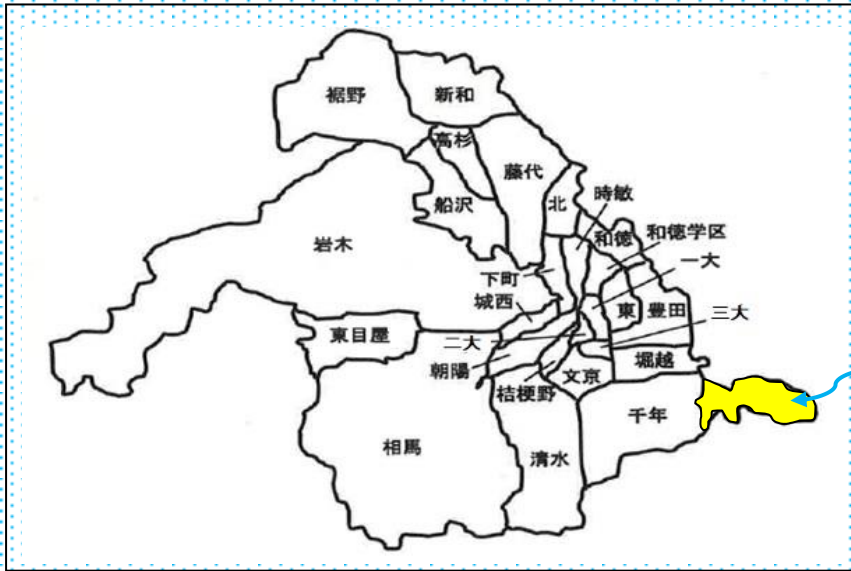 裾野
新和
高杉
藤代
船沢
北
時敏
岩木
和徳
和徳学区
下町
一大
城西
東
豊田
三大
東目屋
二大
朝陽
堀越
桔梗野
文京
千年
相馬
清水